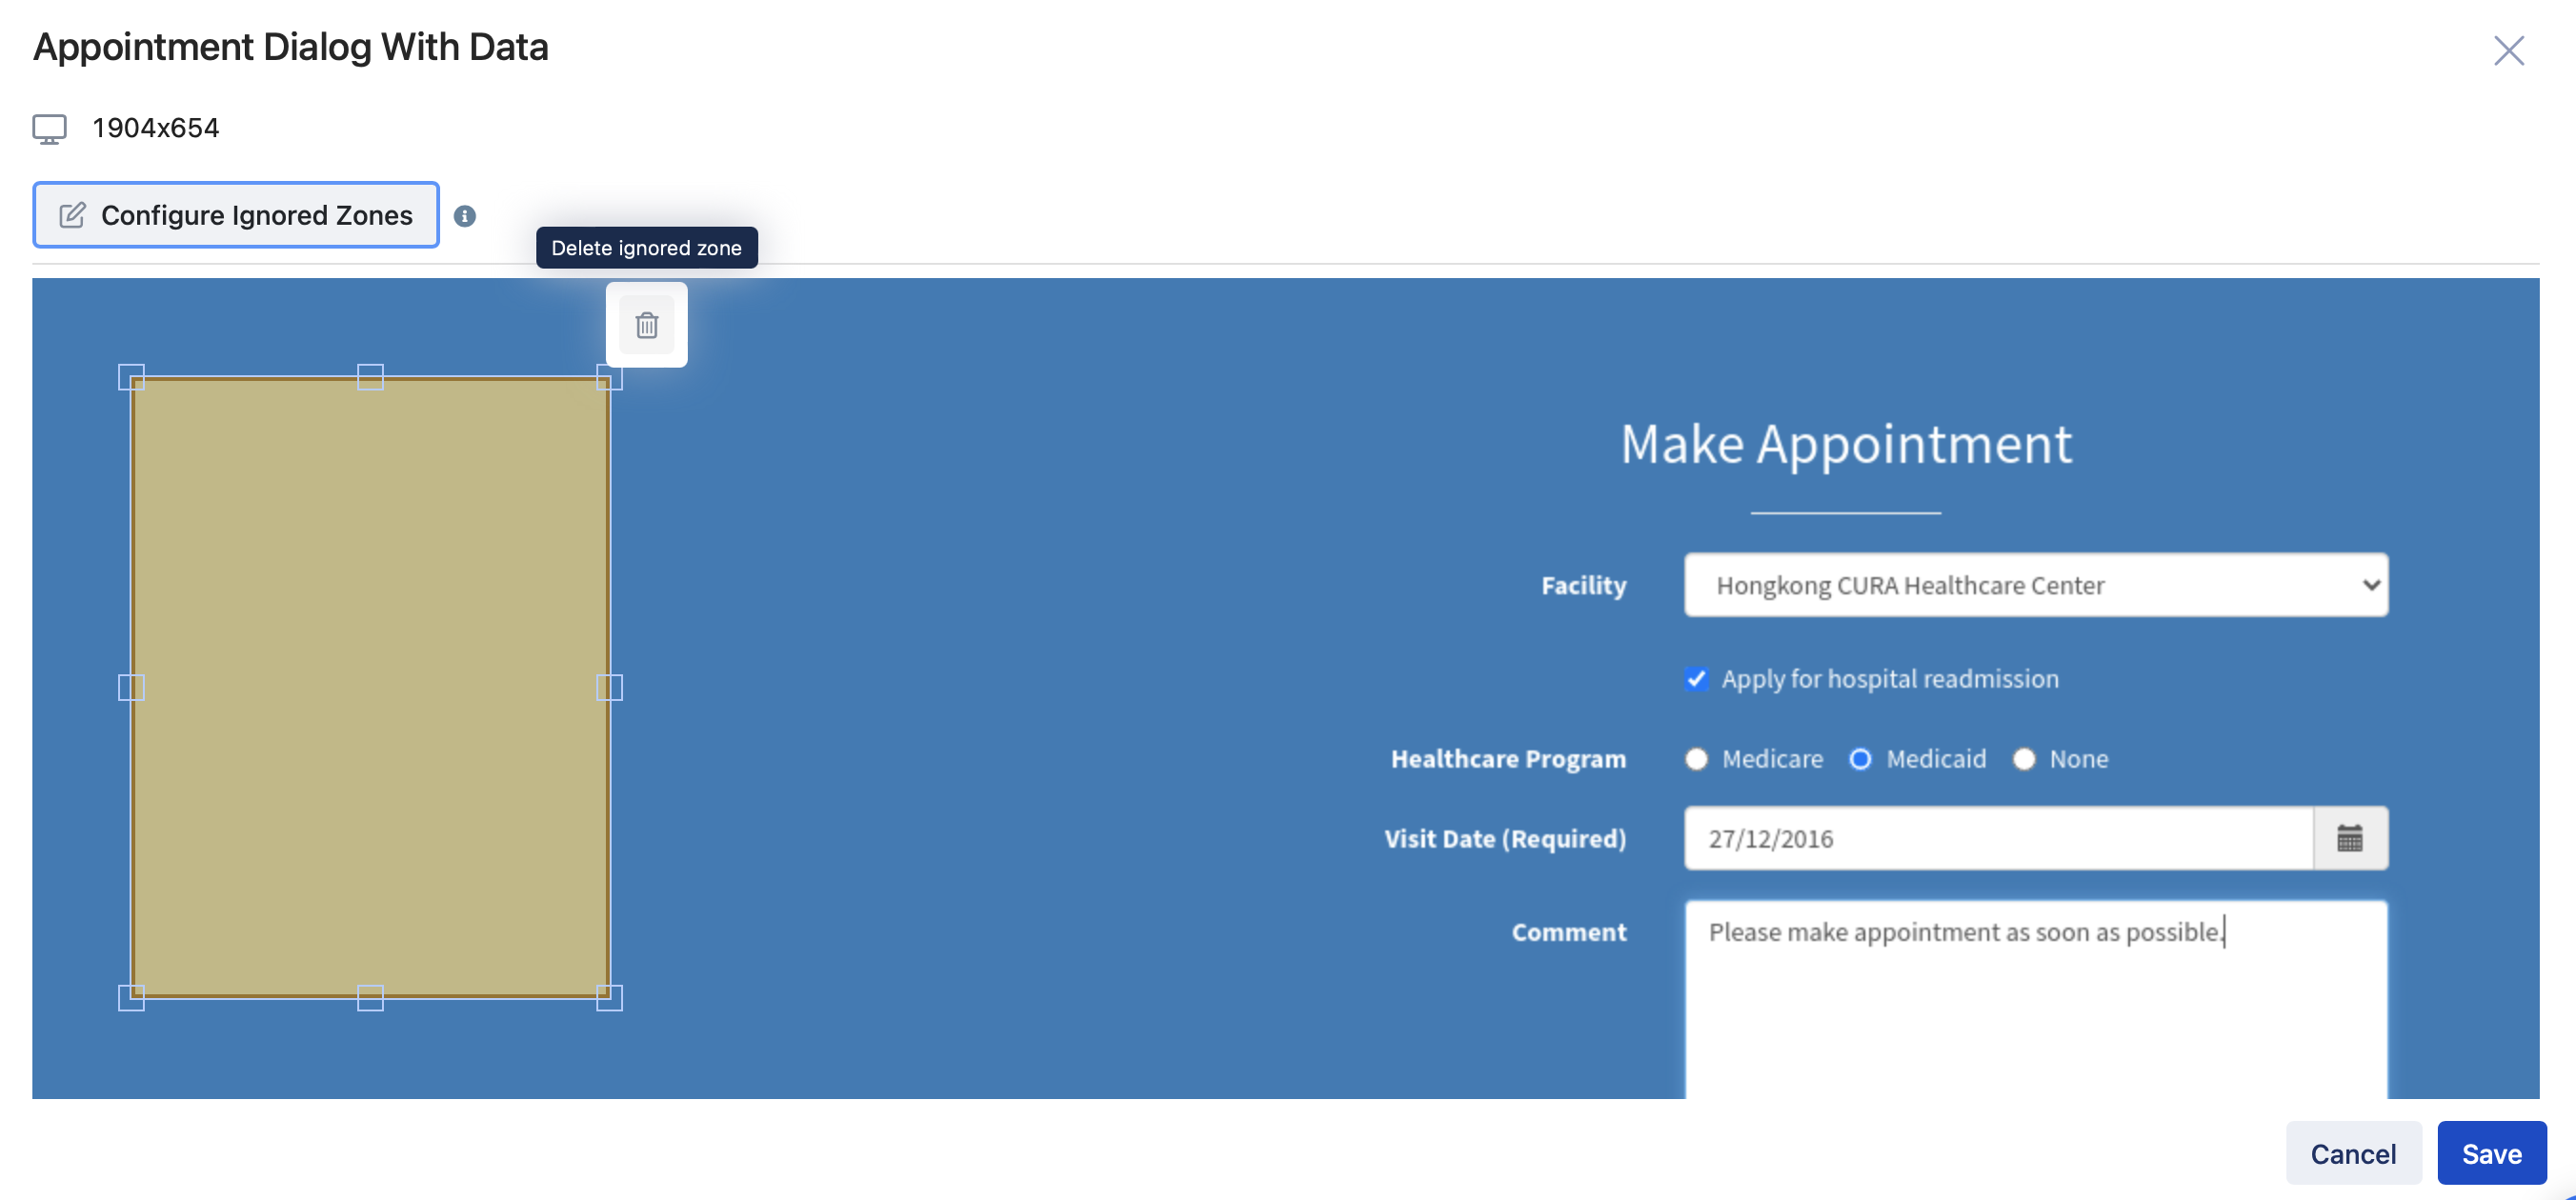 Appointment Dialog With Data
1904x654
Configure Ignored Zones
Delete ignored zone
Make Appointment
Facility
Hongkong CURA Healthcare Center
Apply for hospital readmission
Healthcare Program
Medicare
Medicaid
None
Visit Date (Required)
27/12/2016
Comment
Please make appointment as soon as possible.
Cancel
Save